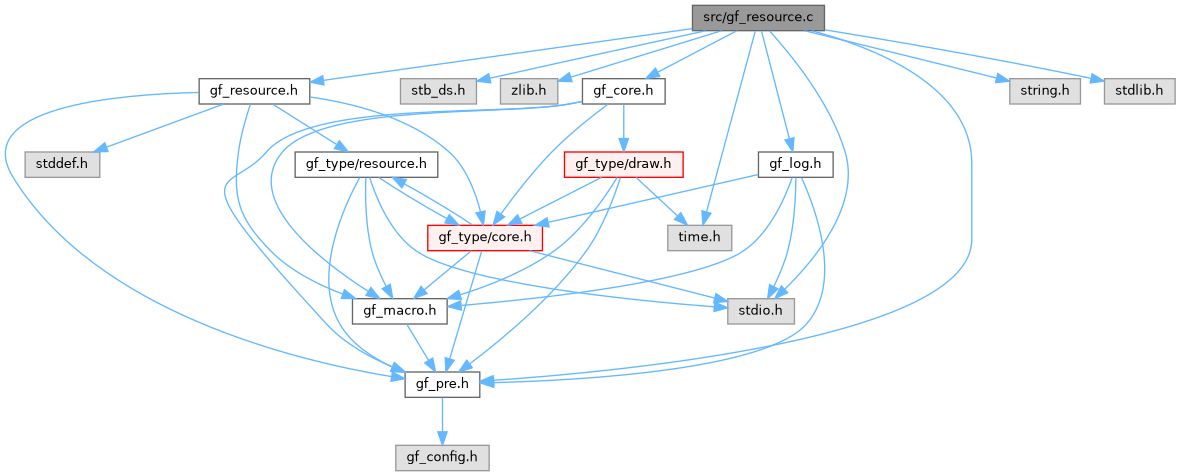 src/gf_resource.c
gf_resource.h
stb_ds.h
zlib.h
gf_core.h
string.h
stdlib.h
stddef.h
gf_type/resource.h
gf_type/draw.h
gf_log.h
gf_type/core.h
time.h
gf_macro.h
stdio.h
gf_pre.h
gf_config.h